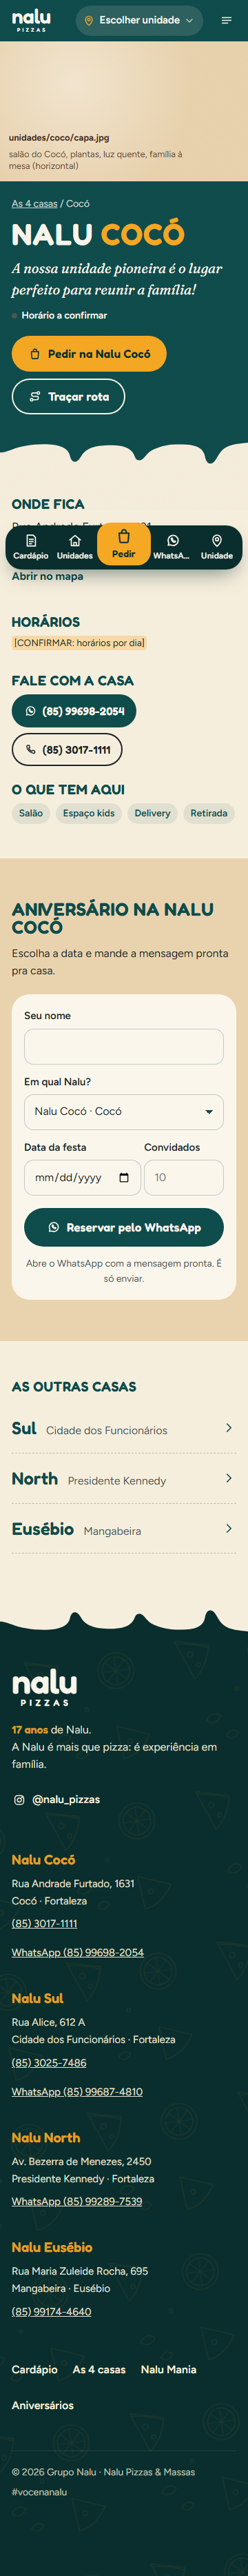 nalu
PIZZAS
Escolher unidade
unidades/coco/capa.jpg
salão do Cocó, plantas, luz quente, família à
mesa (horizontal)
As 4 casas / Cocó
NALU COCÓ
A nossa unidade pioneira é o lugar
perfeito para reunir a família!
Horário a confirmar
Pedir na Nalu Cocó
Traçar rota
ONDE FICA
Cardápio
Unidades
Pedir
WhatsA...
Unidade
Abrir no mapa
HORÁRIOS
[CONFIRMAR: horários por dia]
FALE COM A CASA
(85) 99698-2054
(85) 3017-1111
O QUE TEM AQUI
Salão
Espaço kids
Delivery
Retirada
ANIVERSÁRIO NA NALU
COCÓ
Escolha a data e mande a mensagem pronta
pra casa.
Seu nome
Em qual Nalu?
Nalu Cocó · Cocó
Data da festa
Convidados
mm/dd/yyyy
10
Reservar pelo WhatsApp
Abre o WhatsApp com a mensagem pronta. É
só enviar.
AS OUTRAS CASAS
Sul Cidade dos Funcionários
North Presidente Kennedy
Eusébio Mangabeira
nalu
PIZZAS
17 anos de Nalu.
A Nalu é mais que pizza: é experiência em
família.
@nalu_pizzas
Nalu Cocó
Rua Andrade Furtado, 1631
Cocó · Fortaleza
(85) 3017-1111
WhatsApp (85) 99698-2054
Nalu Sul
Rua Alice, 612 A
Cidade dos Funcionários · Fortaleza
(85) 3025-7486
WhatsApp (85) 99687-4810
Nalu North
Av. Bezerra de Menezes, 2450
Presidente Kennedy · Fortaleza
WhatsApp (85) 99289-7539
Nalu Eusébio
Rua Maria Zuleide Rocha, 695
Mangabeira · Eusébio
(85) 99174-4640
Cardápio
As 4 casas
Nalu Mania
Aniversários
© 2026 Grupo Nalu · Nalu Pizzas & Massas
#vocenanalu